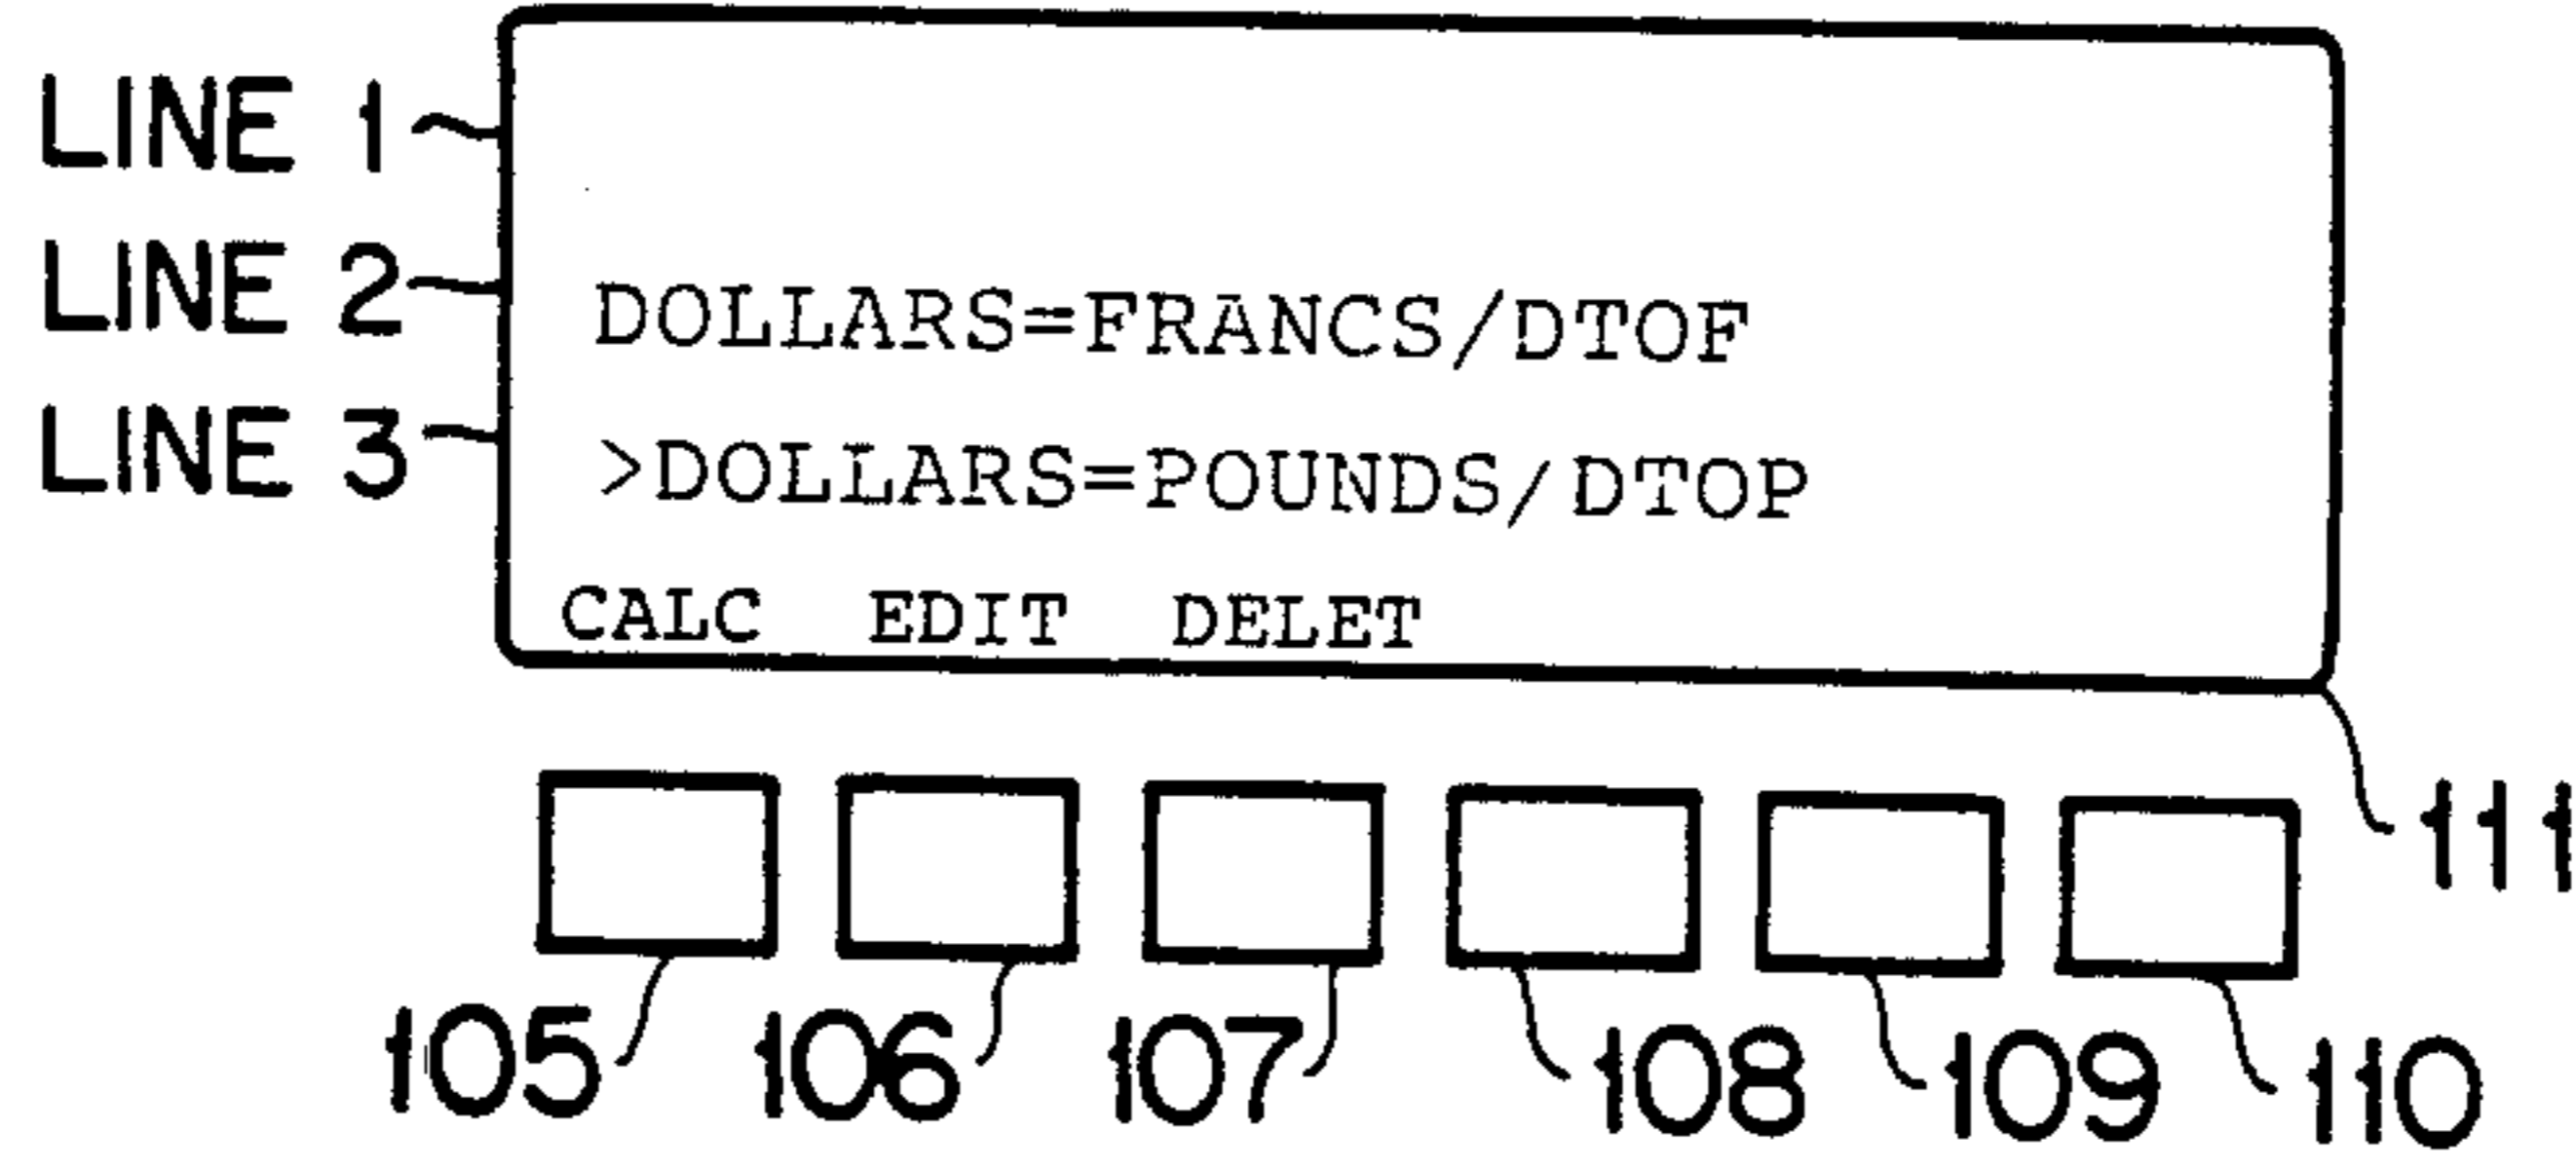 LINE 1
LINE 2
DOLLARS=FRANCS/DTOF
LINE 3
>DOLLARS=POUNDS/DTOP
CALC EDIT DELET
111
105 106 107 108 109 110